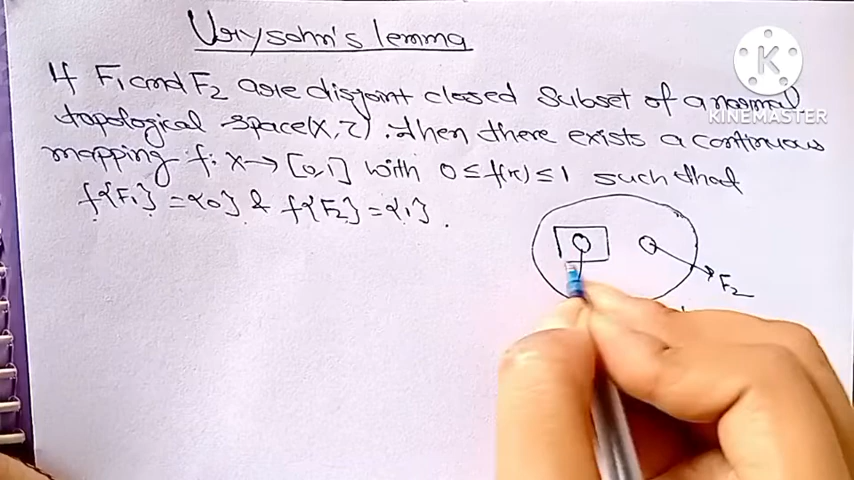 Urysohn's lemma
If F₁ and F₂ are disjoint closed subset of a normal
topological space(X,τ). then there exists a continuous
mapping f: X→[0,1] with 0≤f(x)≤1 such that
f{F₁}={0} & f{F₂}={1}.
F₂
K
KINEMASTER